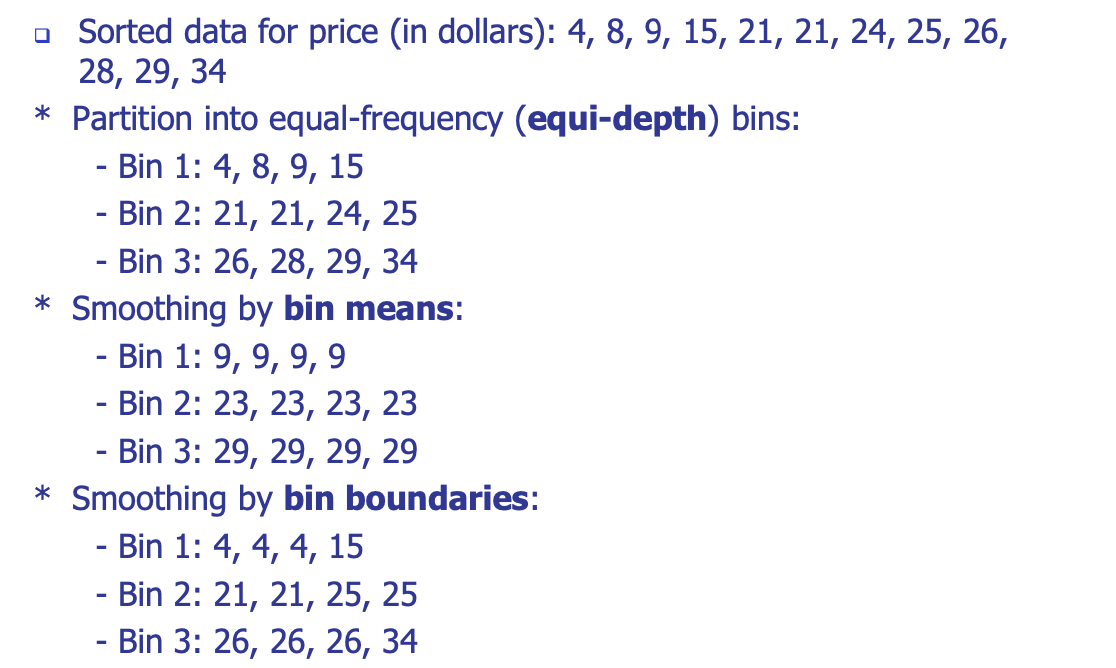 ❑ Sorted data for price (in dollars): 4, 8, 9, 15, 21, 21, 24, 25, 26,
28, 29, 34
* Partition into equal-frequency (equi-depth) bins:
- Bin 1: 4, 8, 9, 15
- Bin 2: 21, 21, 24, 25
- Bin 3: 26, 28, 29, 34
* Smoothing by bin means:
- Bin 1: 9, 9, 9, 9
- Bin 2: 23, 23, 23, 23
- Bin 3: 29, 29, 29, 29
* Smoothing by bin boundaries:
- Bin 1: 4, 4, 4, 15
- Bin 2: 21, 21, 25, 25
- Bin 3: 26, 26, 26, 34